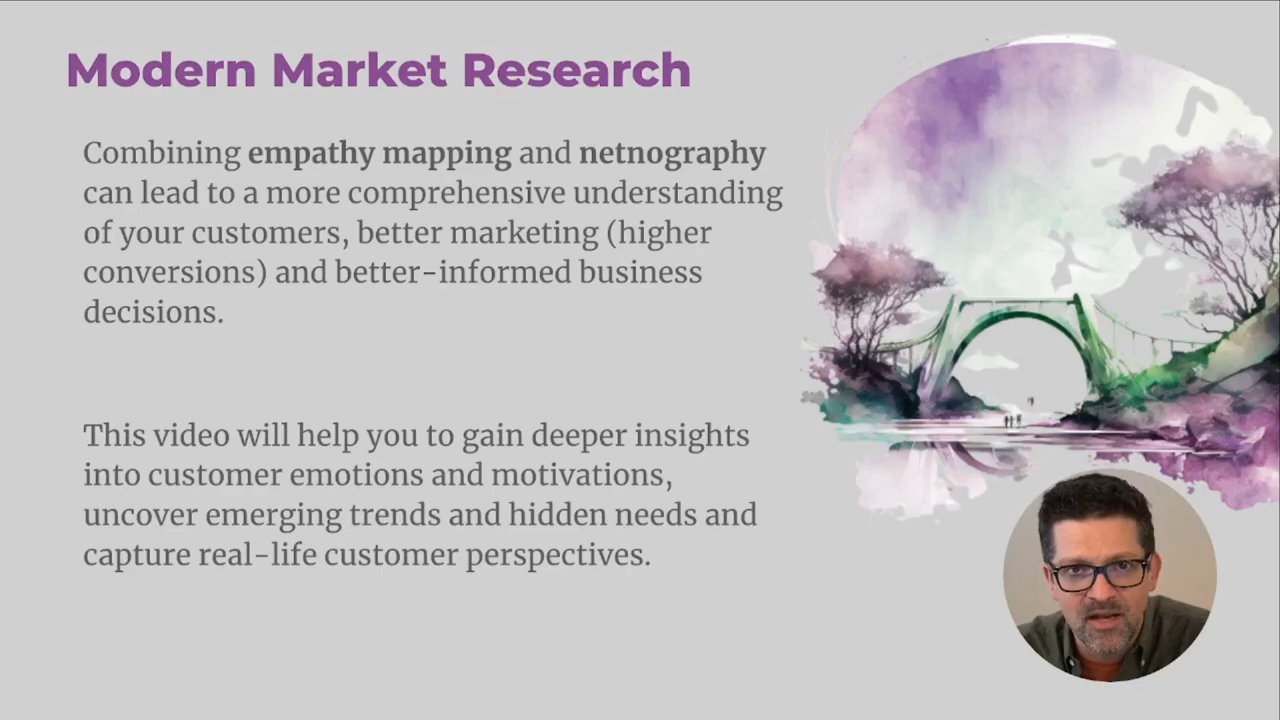 Modern Market Research
Combining empathy mapping and netnography
can lead to a more comprehensive understanding
of your customers, better marketing (higher
conversions) and better-informed business
decisions.
This video will help you to gain deeper insights
into customer emotions and motivations,
uncover emerging trends and hidden needs and
capture real-life customer perspectives.